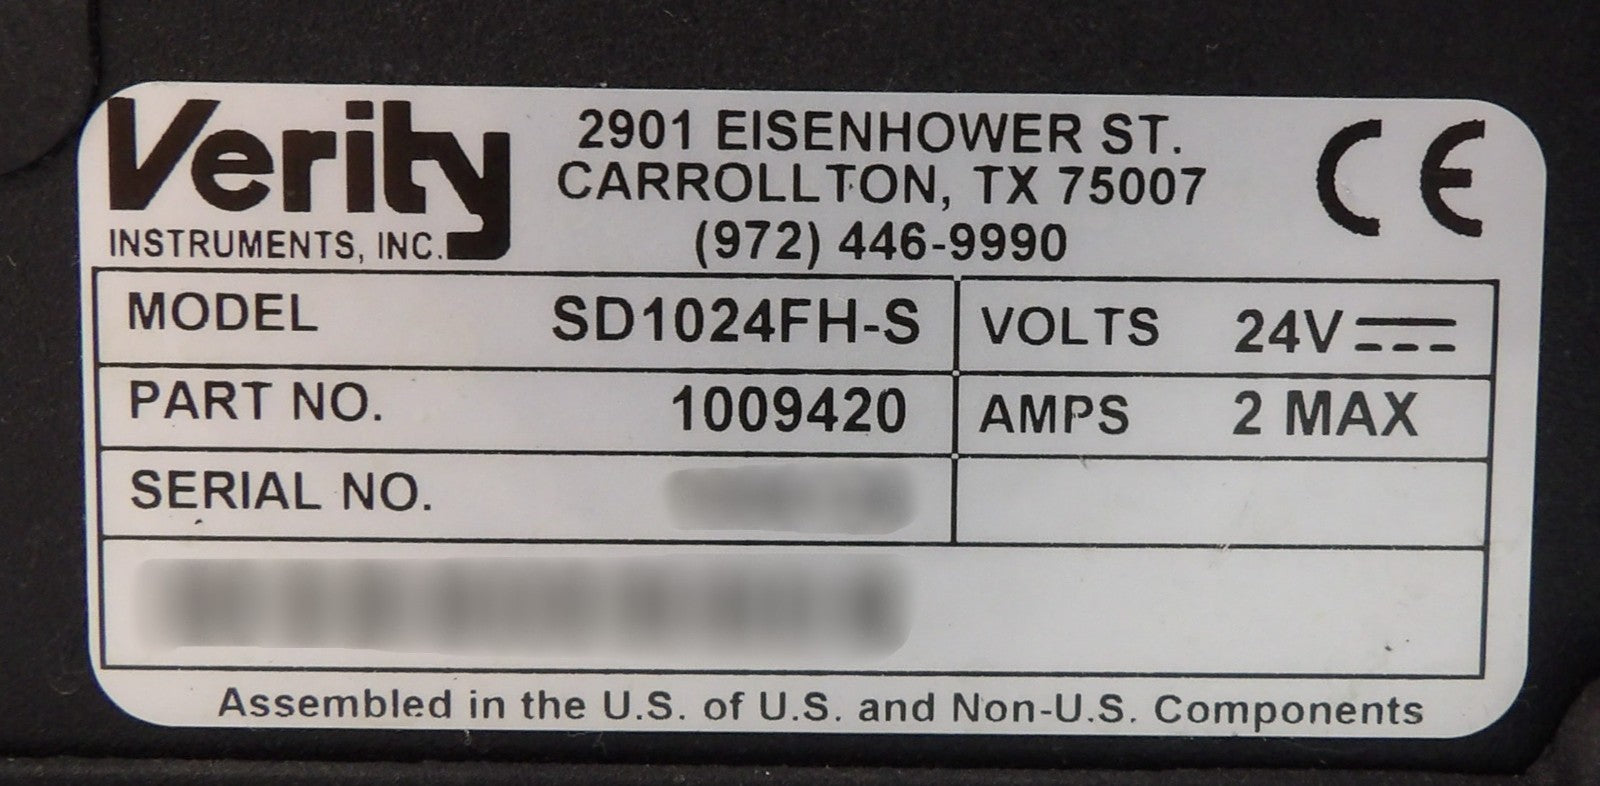 Verity
INSTRUMENTS, INC.
2901 EISENHOWER ST.
CARROLLTON, TX 75007
(972) 446-9990
CE
MODEL SD1024FH-S VOLTS 24V
PART NO. 1009420 AMPS 2 MAX
SERIAL NO.
Assembled in the U.S. of U.S. and Non-U.S. Components